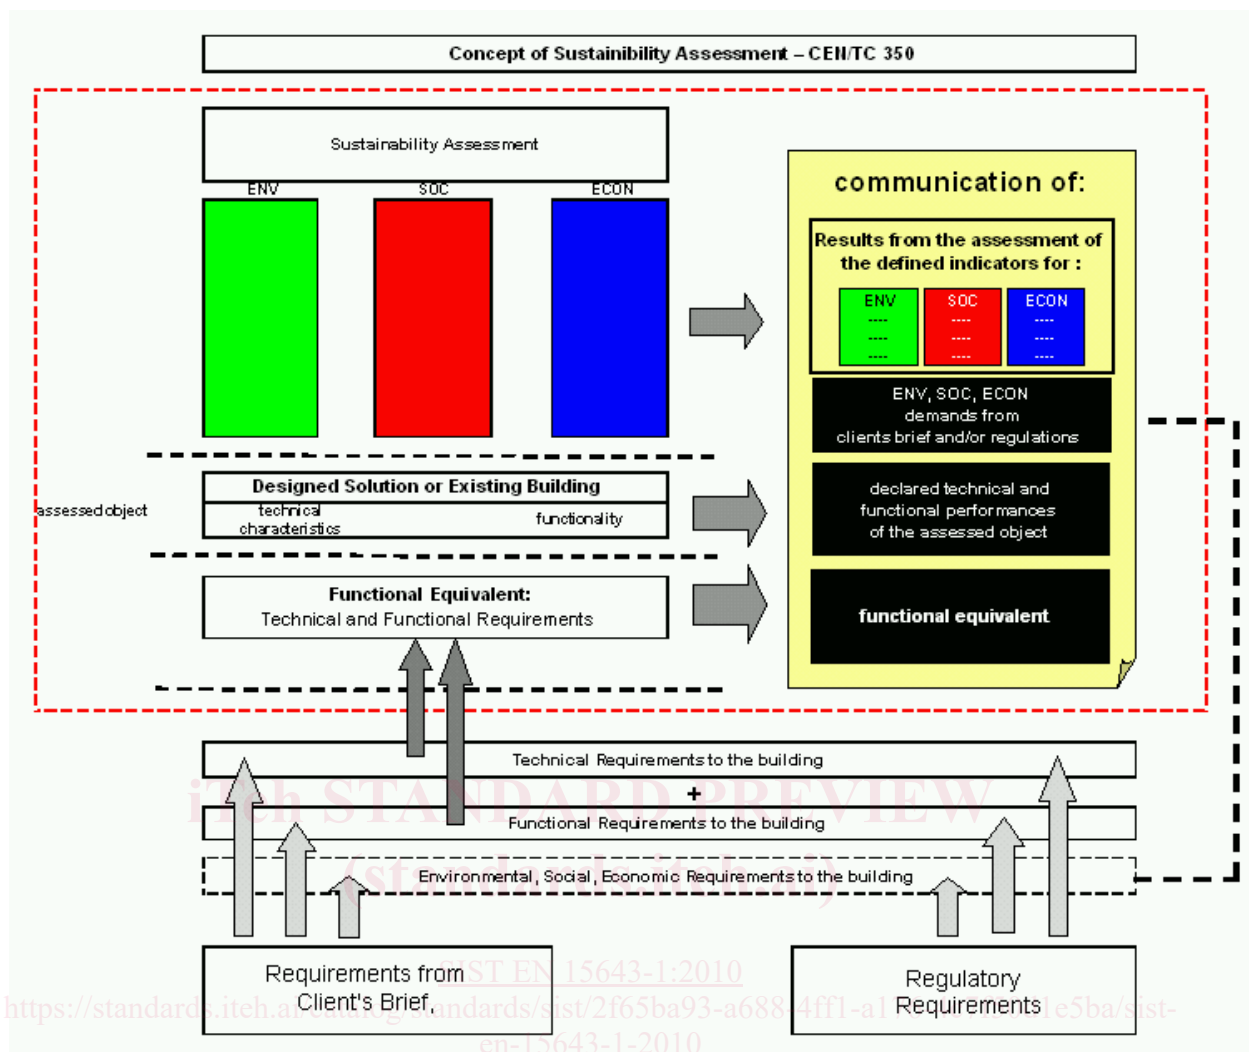 Concept of Sustainibility Assessment – CEN/TC 350
Sustainability Assessment
ENV SOC ECON
communication of:
Results from the assessment of
the defined indicators for :
ENV SOC ECON
---- ---- ----
---- ---- ----
---- ---- ----
ENV, SOC, ECON
demands from
clients brief and/or regulations
assessed object
Designed Solution or Existing Building
technical
characteristics
functionality
declared technical and
functional performances
of the assessed object
Functional Equivalent:
Technical and Functional Requirements
functional equivalent
Technical Requirements to the building
iTeh STANDARD PREVIEW
+
Functional Requirements to the building
(standards.iteh.ai)
Environmental, Social, Economic Requirements to the building
Requirements from
Client's Brief,
Regulatory
Requirements
SIST EN 15643-1:2010
en-15643-1-2010